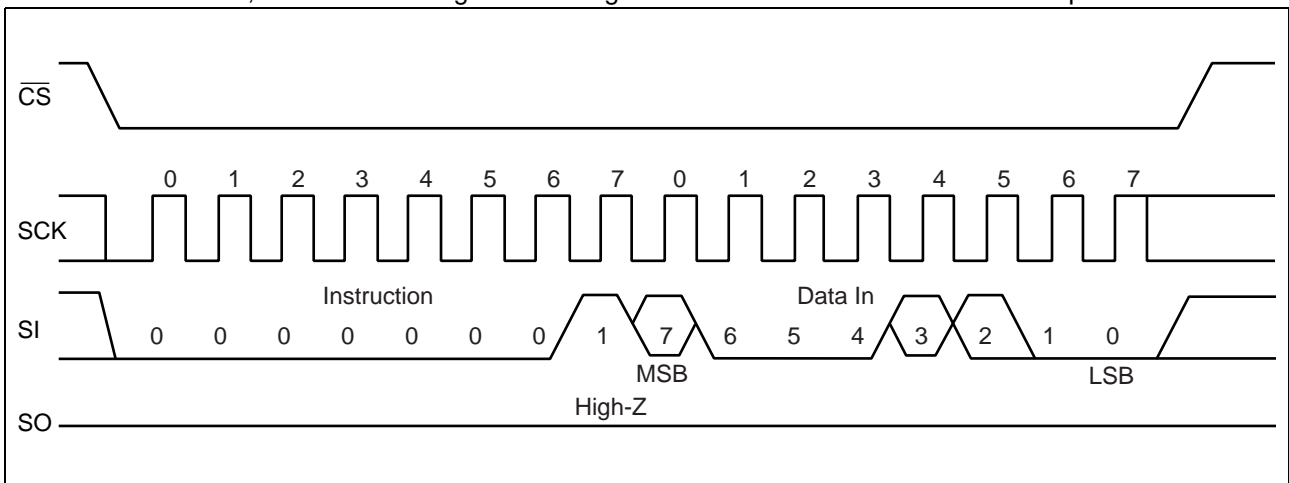 CS
0 1 2 3 4 5 6 7 0 1 2 3 4 5 6 7
SCK
Instruction Data In
SI 0 0 0 0 0 0 0 1 7 6 5 4 3 2 1 0
MSB LSB
High-Z
SO